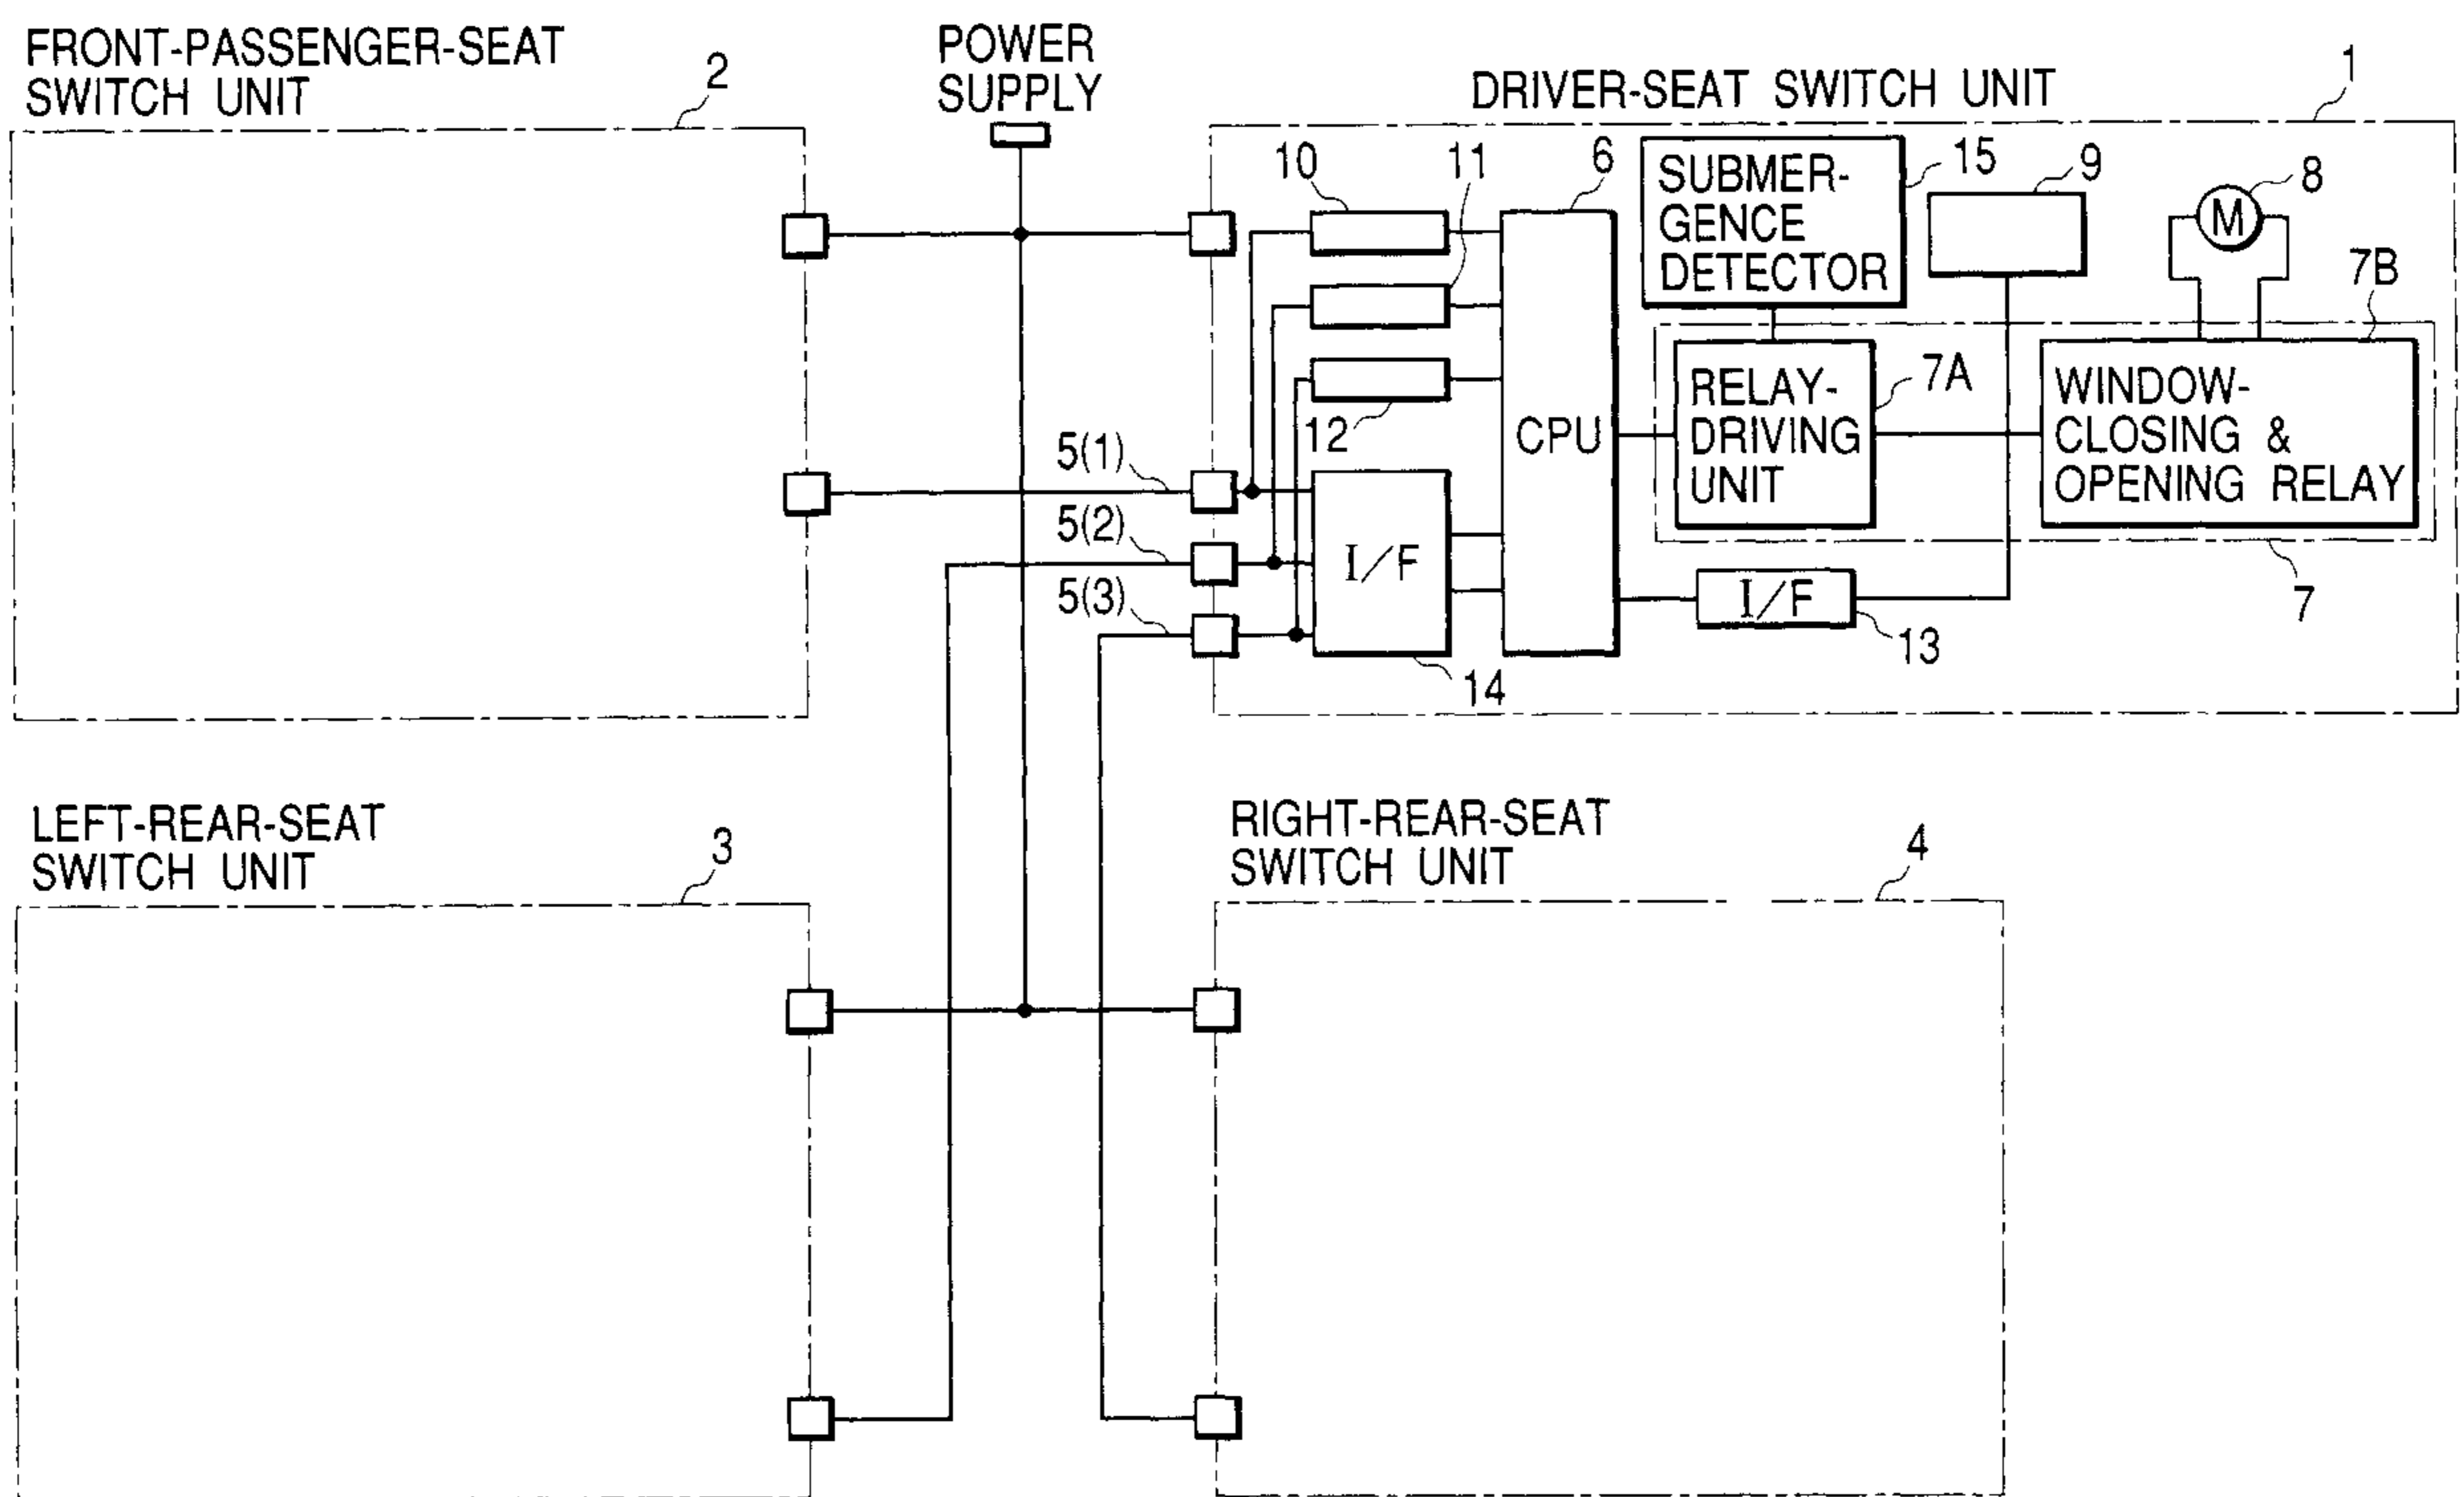 FRONT-PASSENGER-SEAT
SWITCH UNIT
2
POWER
SUPPLY
DRIVER-SEAT SWITCH UNIT
1
10
11
6
SUBMER-
GENCE
DETECTOR
15
9
M
8
7B
12
CPU
RELAY-
DRIVING
UNIT
7A
WINDOW-
CLOSING &
OPENING RELAY
5(1)
5(2)
5(3)
I/F
14
I/F
13
7
LEFT-REAR-SEAT
SWITCH UNIT
3
RIGHT-REAR-SEAT
SWITCH UNIT
4